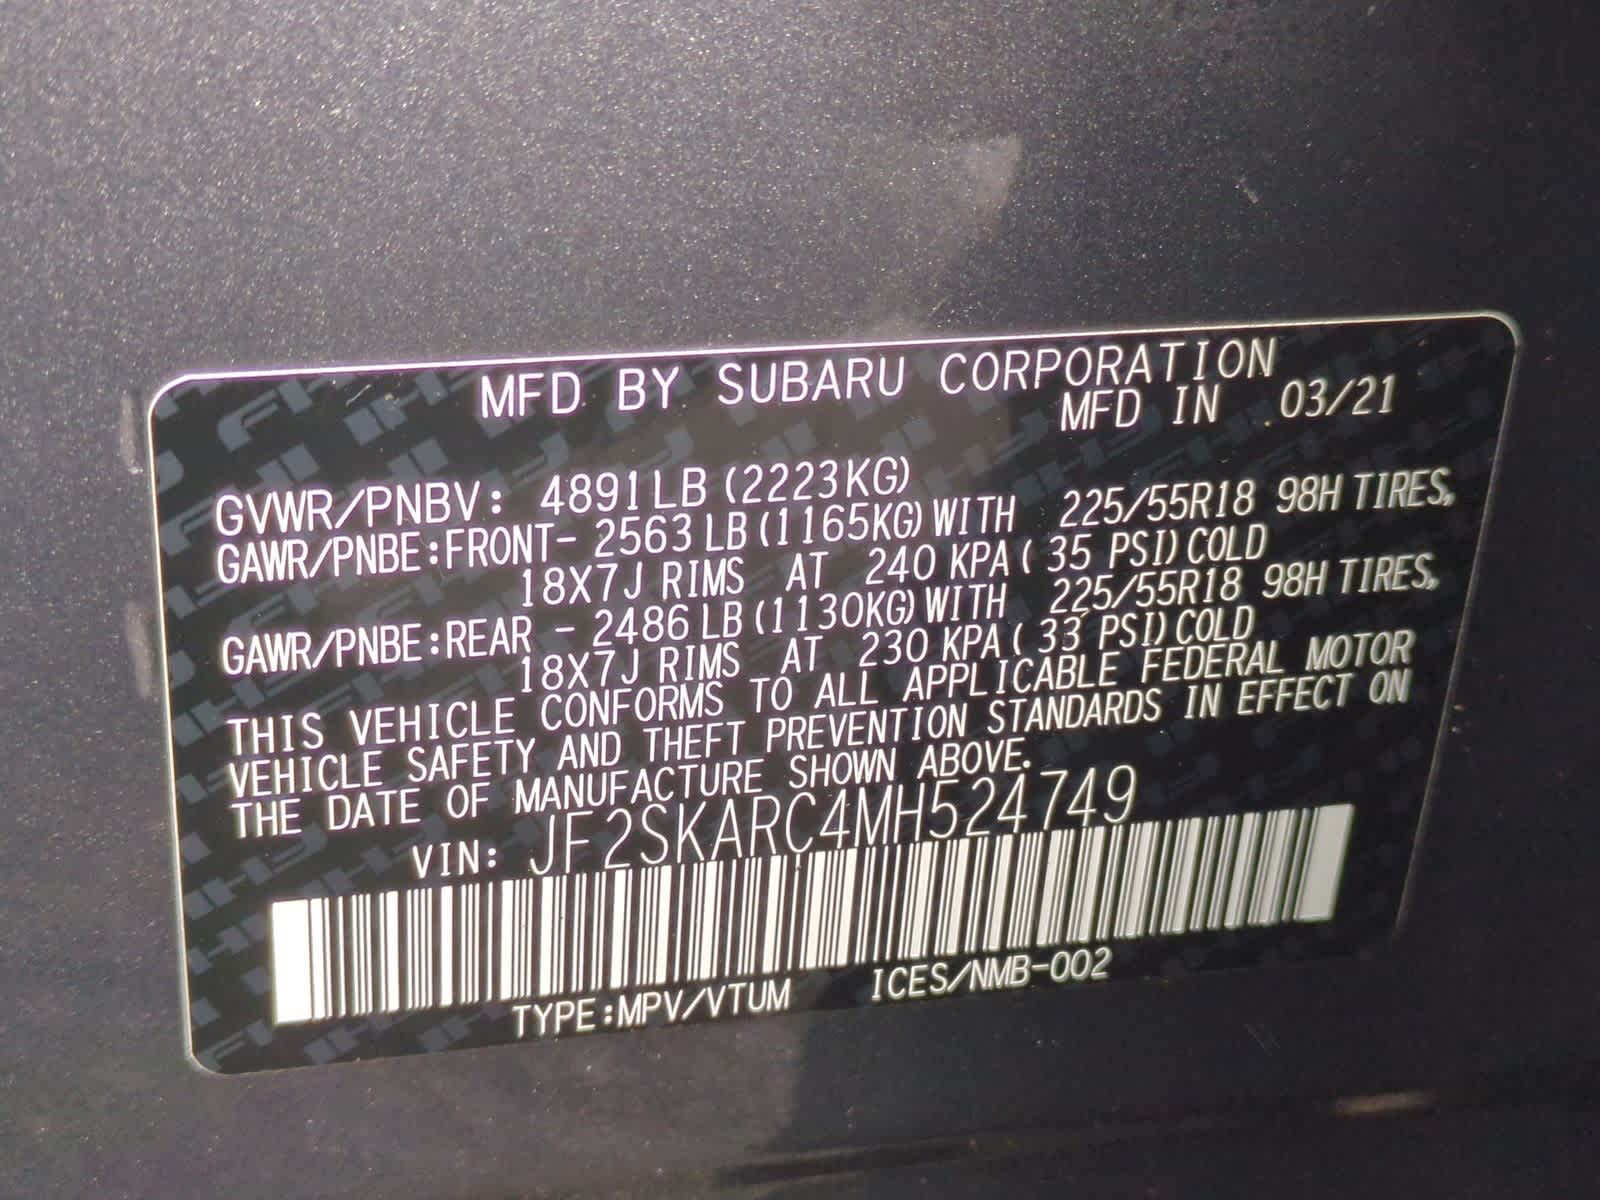 MFD BY SUBARU CORPORATION
MFD IN 03/21
GVWR/PNBV: 4891LB (2223KG)
GAWR/PNBE:FRONT- 2563 LB (1165KG) WITH 225/55R18 98H TIRES,
18X7J RIMS AT 240 KPA ( 35 PSI) COLD
GAWR/PNBE:REAR - 2486 LB (1130KG) WITH 225/55R18 98H TIRES,
18X7J RIMS AT 230 KPA ( 33 PSI) COLD
THIS VEHICLE CONFORMS TO ALL APPLICABLE FEDERAL MOTOR
VEHICLE SAFETY AND THEFT PREVENTION STANDARDS IN EFFECT ON
THE DATE OF MANUFACTURE SHOWN ABOVE.
VIN: JF2SKARC4MH524749
TYPE:MPV/VTUM ICES/NMB-002